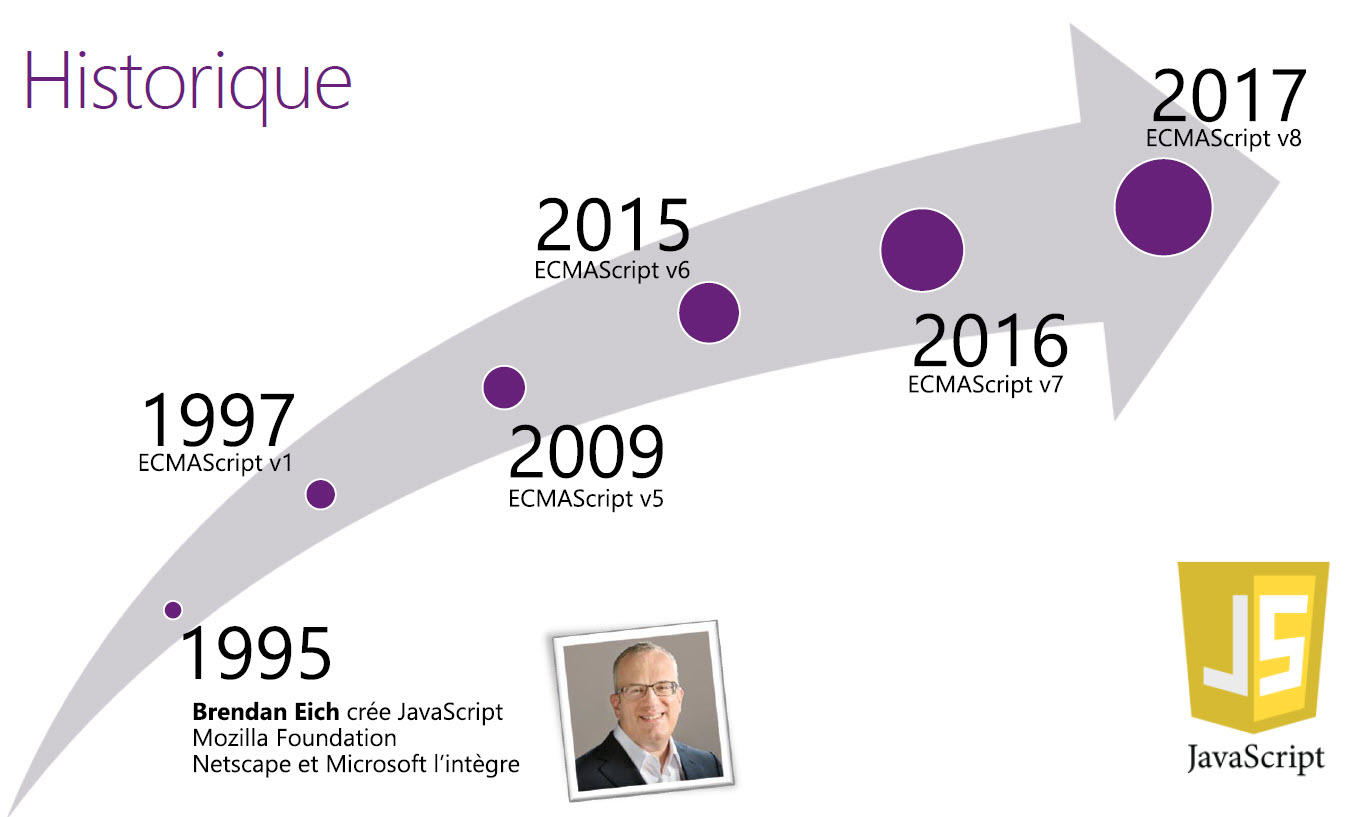 Historique
2017
ECMAScript v8
2015
ECMAScript v6
2016
ECMAScript v7
1997
ECMAScript v1
2009
ECMAScript v5
1995
Brendan Eich crée JavaScript
Mozilla Foundation
Netscape et Microsoft l’intègre
JS
JavaScript